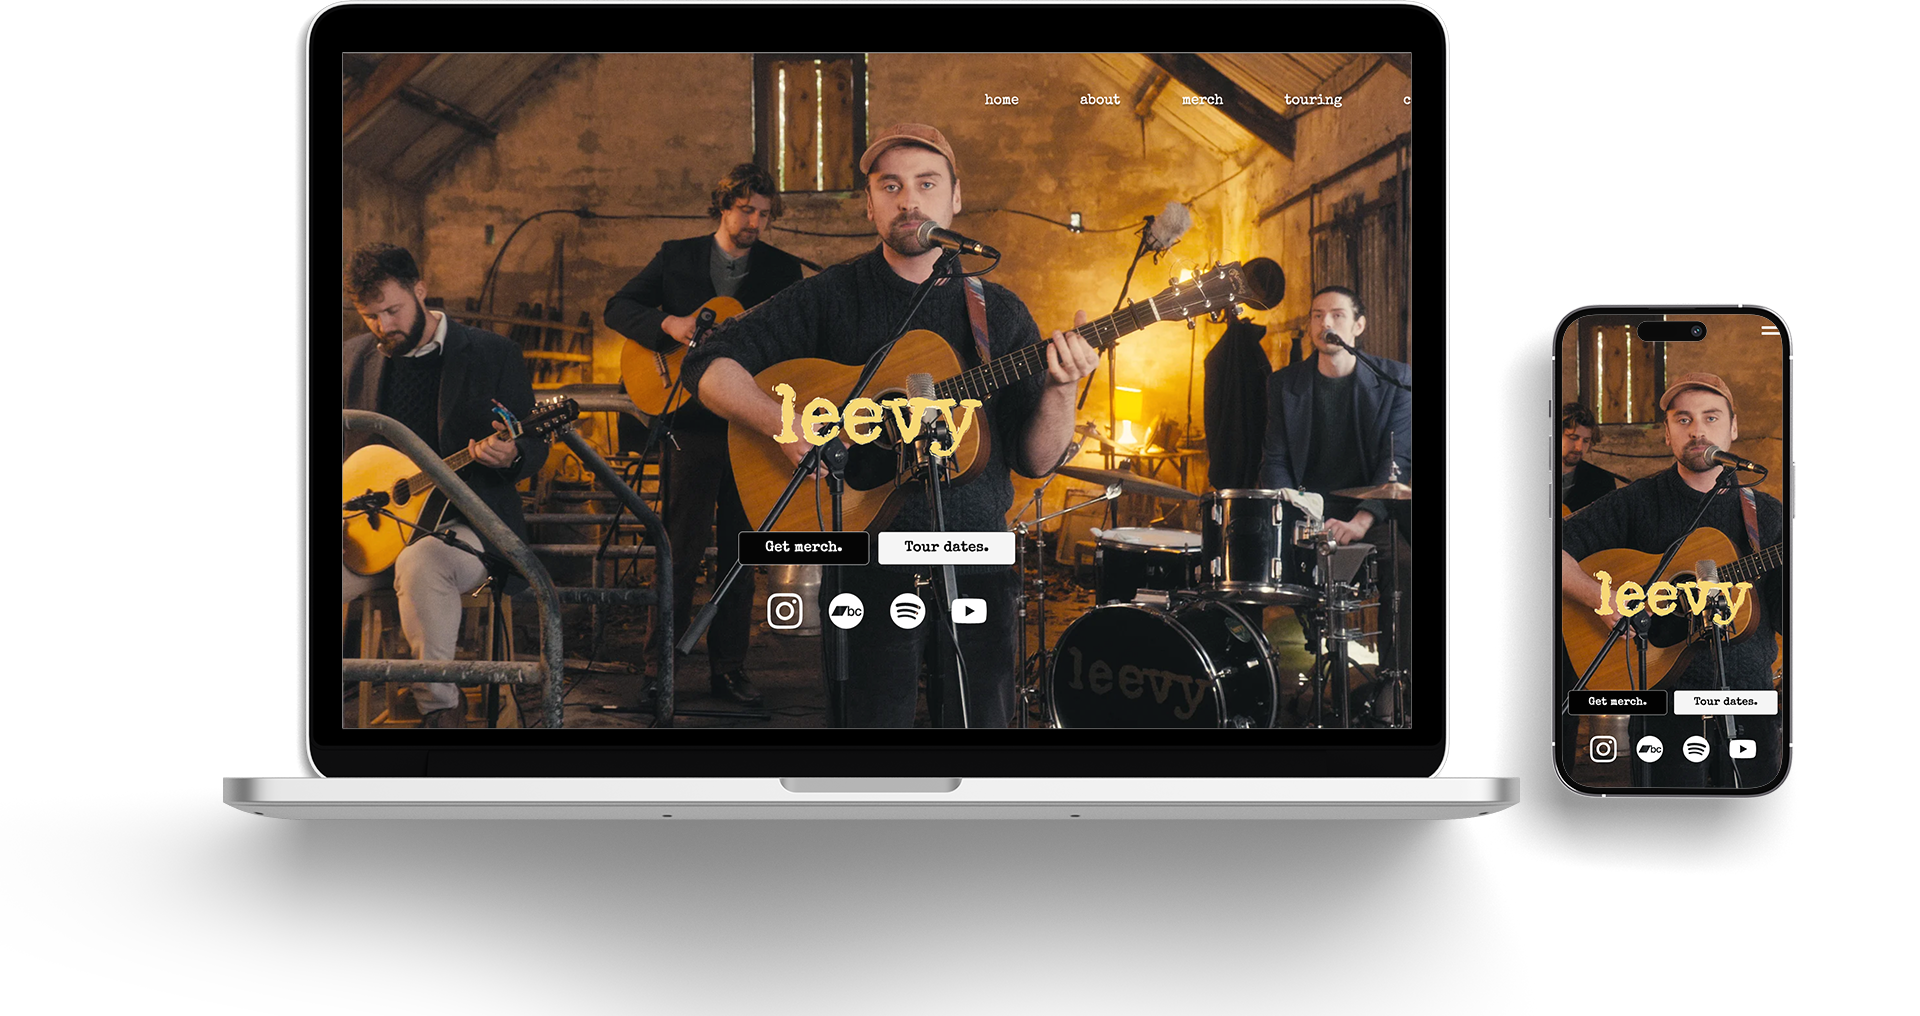 home about merch touring c
leevy
Get merch. Tour dates.
bc
leevy
leevy
Get merch. Tour dates.
bc